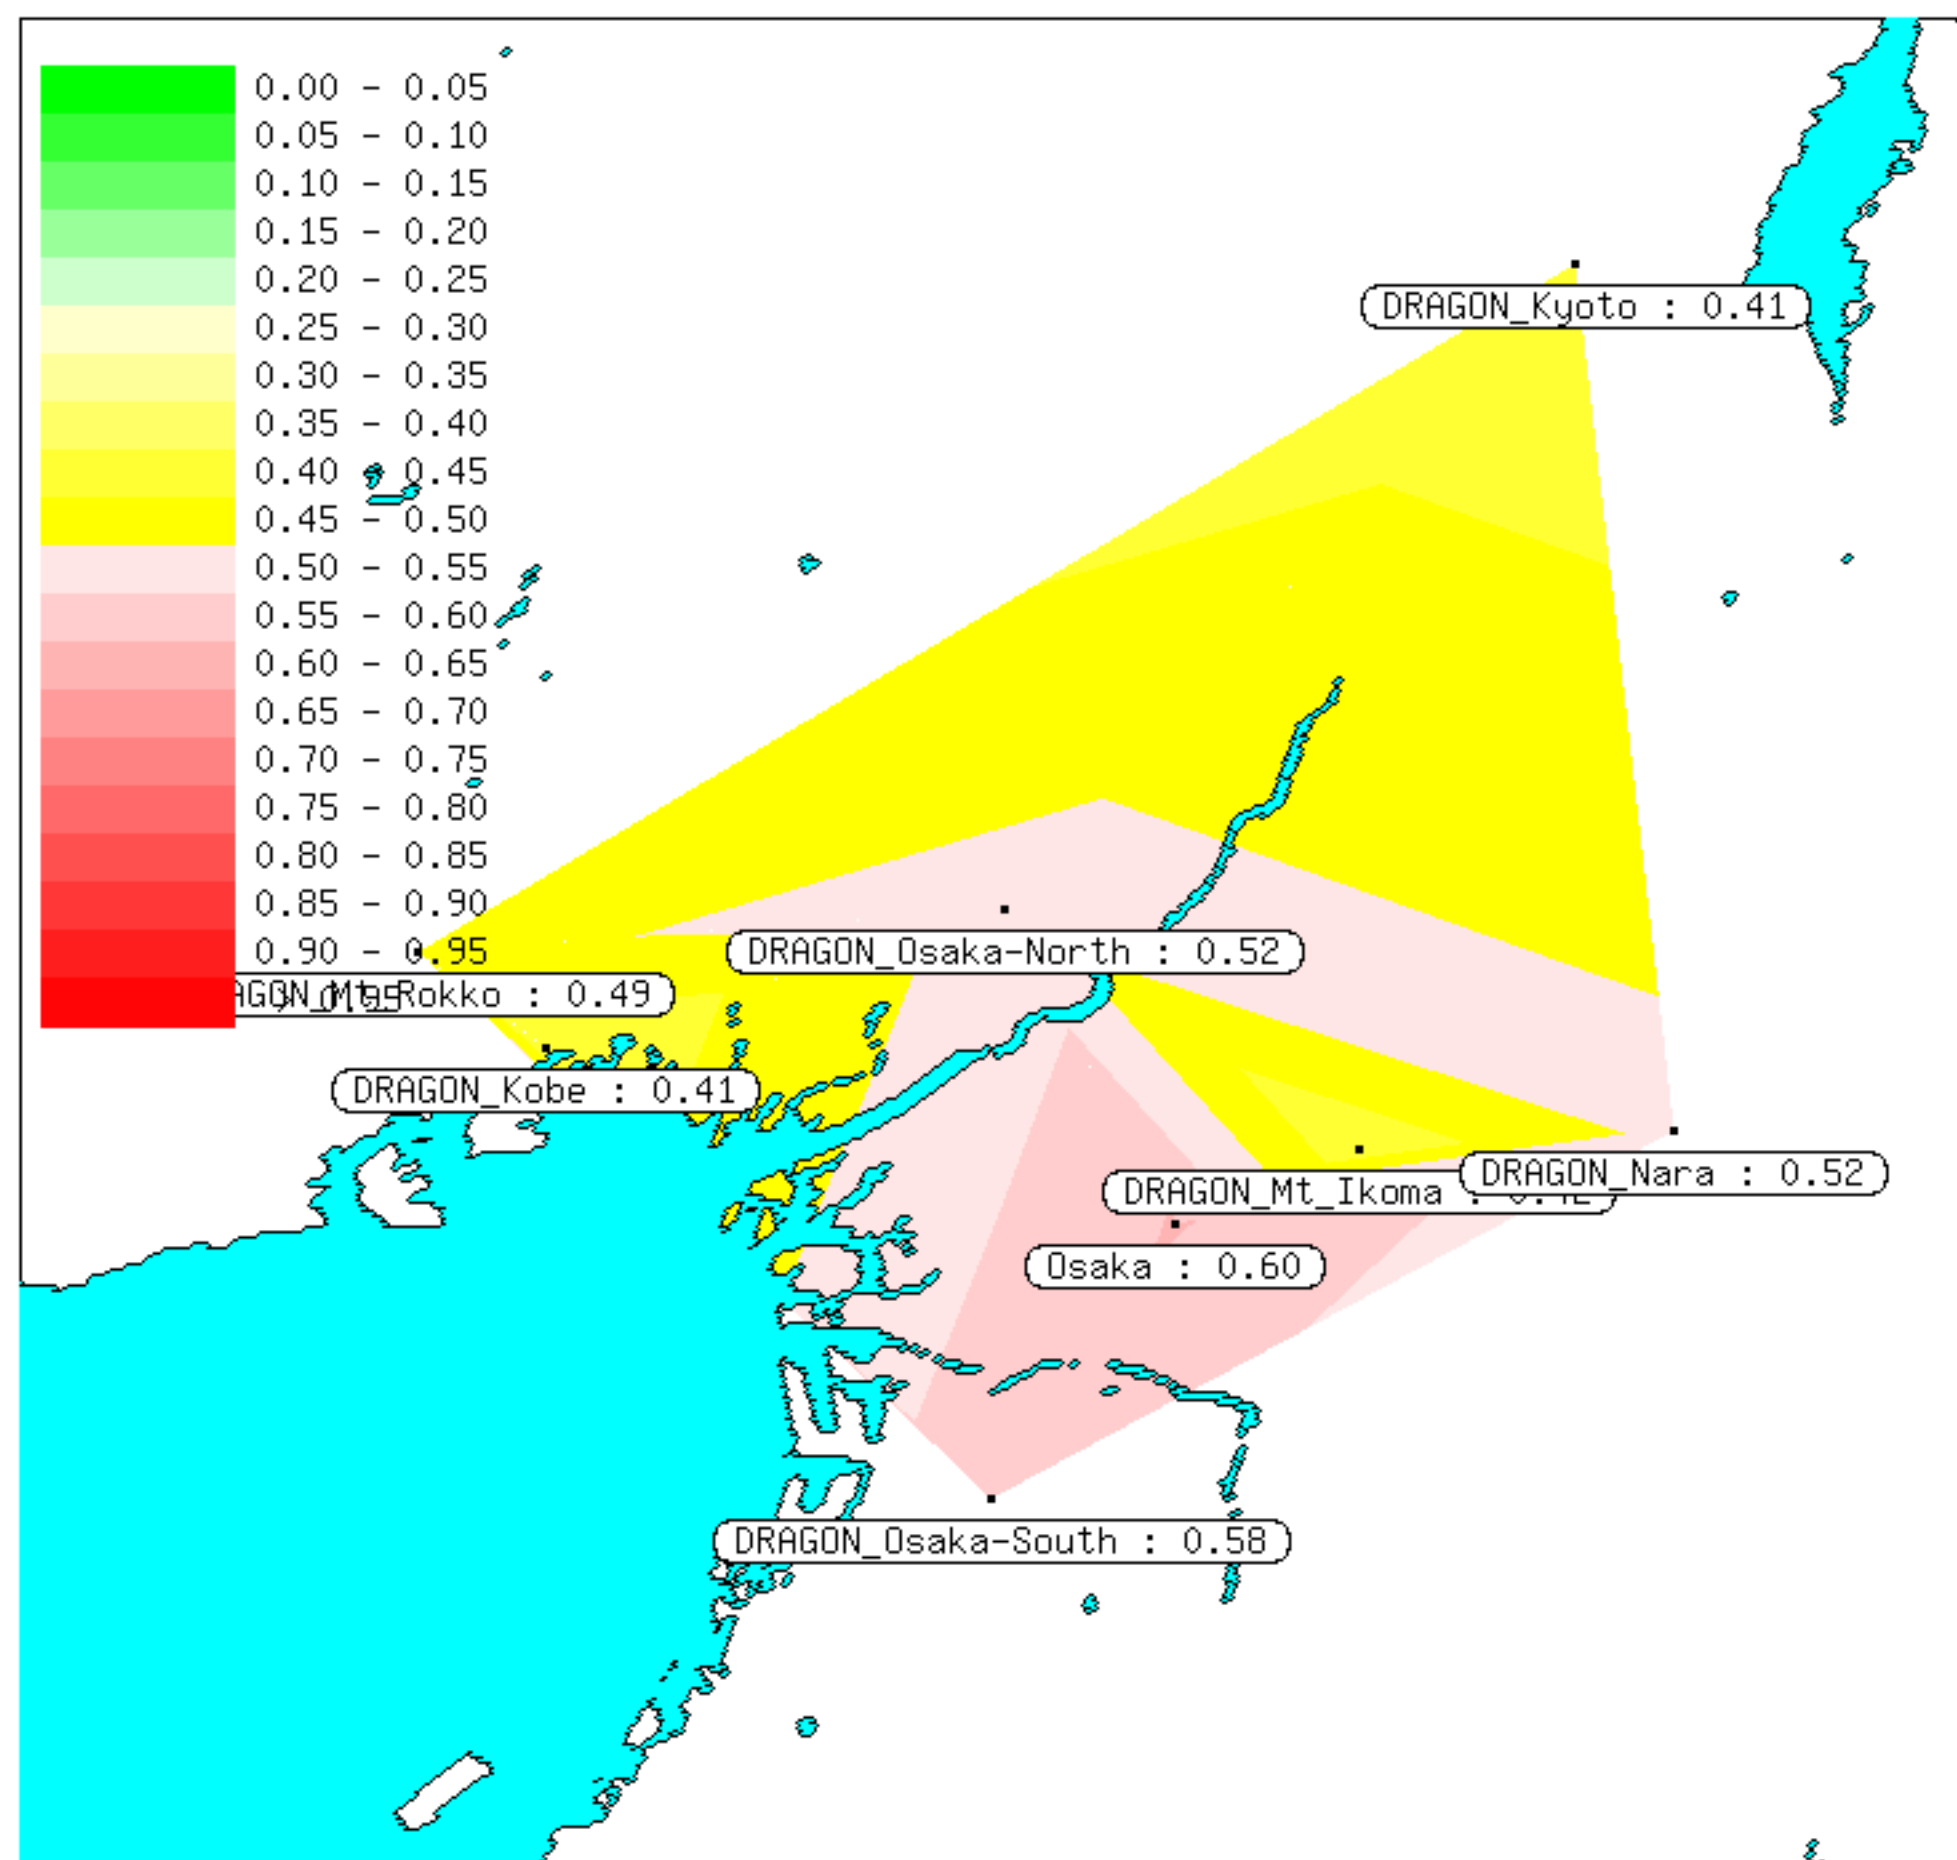 0.00 - 0.05
0.05 - 0.10
0.10 - 0.15
0.15 - 0.20
0.20 - 0.25
0.25 - 0.30
0.30 - 0.35
0.35 - 0.40
0.40 - 0.45
0.45 - 0.50
0.50 - 0.55
0.55 - 0.60
0.60 - 0.65
0.65 - 0.70
0.70 - 0.75
0.75 - 0.80
0.80 - 0.85
0.85 - 0.90
0.90 - 0.95
> 0.95
DRAGON_Kyoto : 0.41
DRAGON_Osaka-North : 0.52
AGON_Mt_Rokko : 0.49
DRAGON_Kobe : 0.41
DRAGON_Nara : 0.52
DRAGON_Mt_Ikoma :
Osaka : 0.60
DRAGON_Osaka-South : 0.58